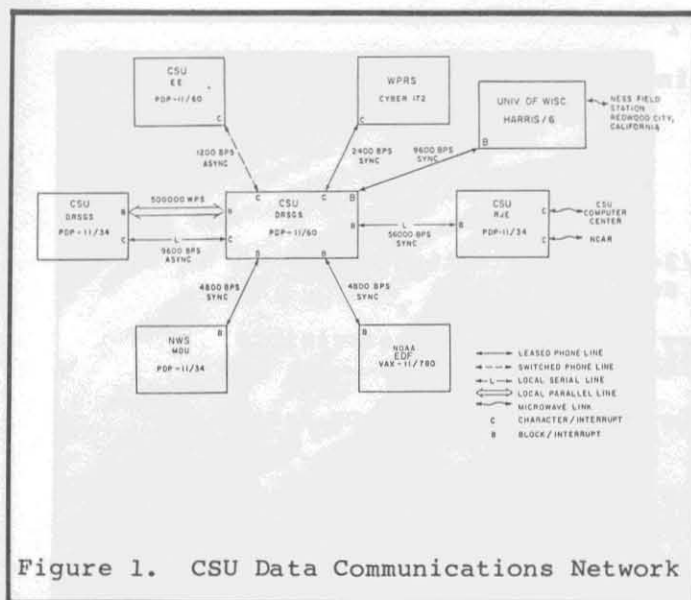 CSU
EE
PDP-11/60
C
WPRS
CYBER 172
C
UNIV. OF WISC.
HARRIS/6
B
NESS FIELD
STATION
REDWOOD CITY,
CALIFORNIA
1200 BPS
ASYNC
2400 BPS
SYNC
9600 BPS
SYNC
CSU
DRSGS
PDP-11/34
C
500000 WPS
L
9600 BPS
ASYNC
CSU
DRSGS
PDP-11/60
C
C
B
C
B
B
L
56000 BPS
SYNC
CSU
RJE
PDP-11/34
B
C
C
CSU
COMPUTER
CENTER
NCAR
4800 BPS
SYNC
4800 BPS
SYNC
NWS
MOU
PDP-11/34
B
NOAA
EDF
VAX-11/780
B
LEASED PHONE LINE
SWITCHED PHONE LINE
L LOCAL SERIAL LINE
LOCAL PARALLEL LINE
MICROWAVE LINK
C CHARACTER/INTERRUPT
B BLOCK/INTERRUPT
Figure 1. CSU Data Communications Network